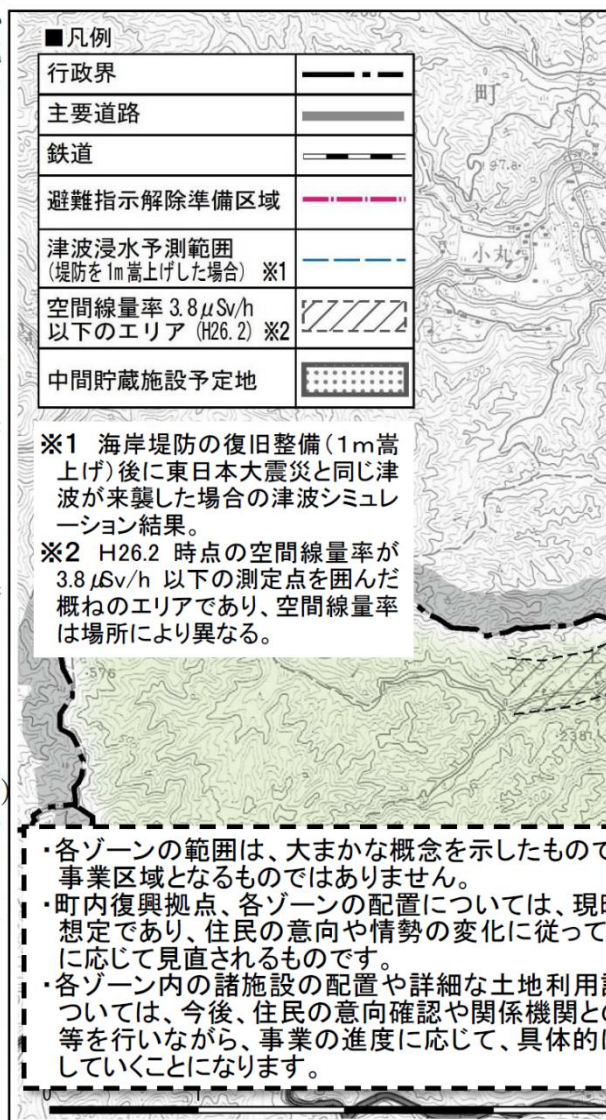 ■凡例
行政界
主要道路
鉄道
避難指示解除準備区域
津波浸水予測範囲
(堤防を1m嵩上げした場合) ※1
空間線量率 3.8μSv/h
以下のエリア (H26.2) ※2
中間貯蔵施設予定地
町
197.8
小丸
※1 海岸堤防の復旧整備(1m嵩
上げ)後に東日本大震災と同じ津
波が来襲した場合の津波シミュレ
ーション結果。
※2 H26.2 時点の空間線量率が
3.8μSv/h 以下の測定点を囲んだ
概ねのエリアであり、空間線量率
は場所により異なる。
576
238
)
・各ゾーンの範囲は、大まかな概念を示したもので
事業区域となるものではありません。
・町内復興拠点、各ゾーンの配置については、現
想定であり、住民の意向や情勢の変化に従って
に応じて見直されるものです。
・各ゾーン内の諸施設の配置や詳細な土地利用
ついては、今後、住民の意向確認や関係機関と
等を行いながら、事業の進度に応じて、具体的に
していくことになります。
0 1